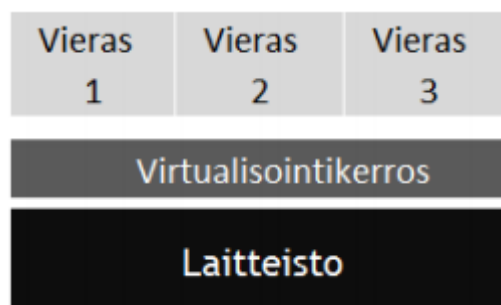 Vieras Vieras Vieras
1 2 3
Virtualisointikerros
Laitteisto